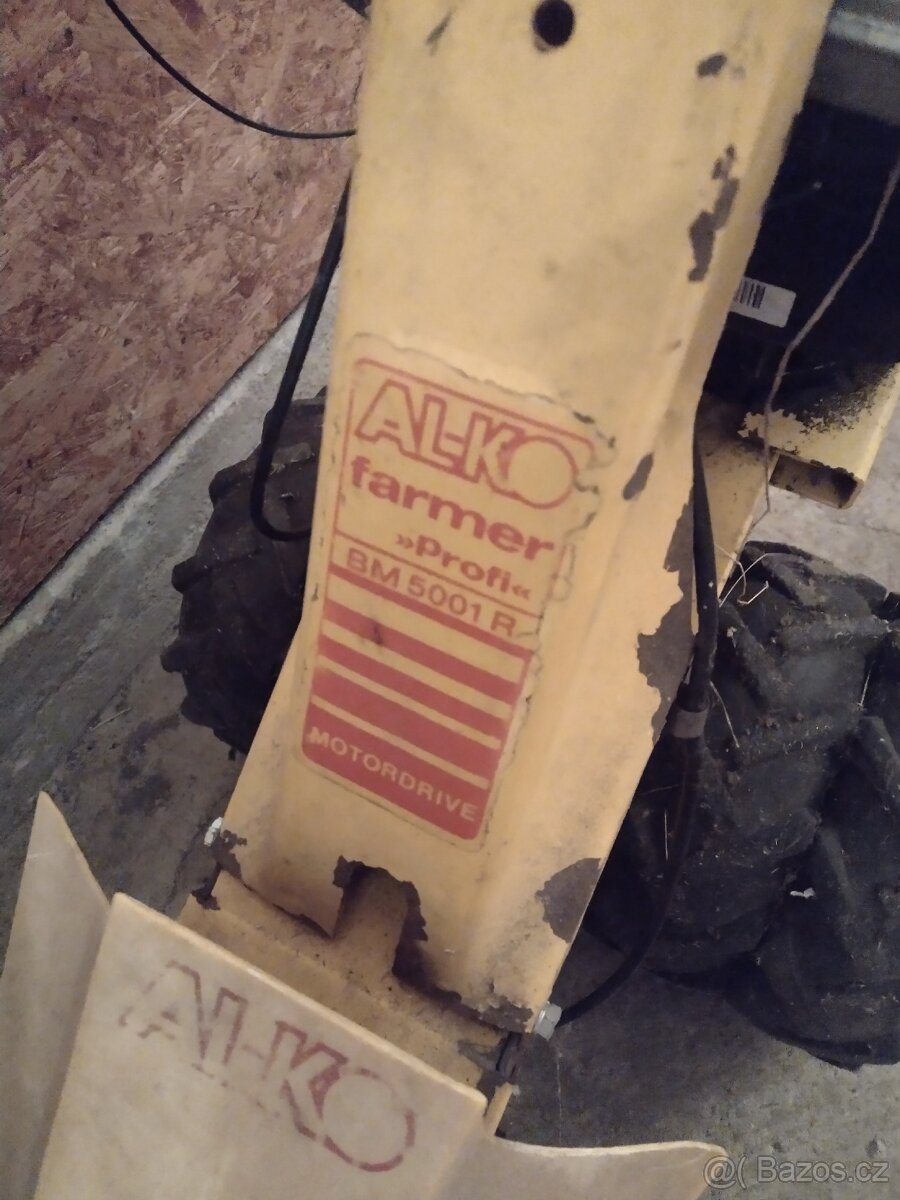 AL-KO
farmer
»Profi«
BM 5001 R
MOTORDRIVE
AL-KO
@( Bazos.cz